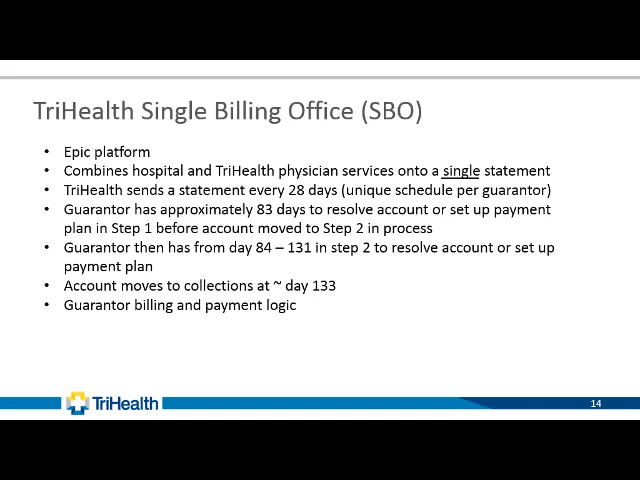 TriHealth Single Billing Office (SBO)
• Epic platform
• Combines hospital and TriHealth physician services onto a single statement
• TriHealth sends a statement every 28 days (unique schedule per guarantor)
• Guarantor has approximately 83 days to resolve account or set up payment
plan in Step 1 before account moved to Step 2 in process
• Guarantor then has from day 84 – 131 in step 2 to resolve account or set up
payment plan
• Account moves to collections at ~ day 133
• Guarantor billing and payment logic
TriHealth
14